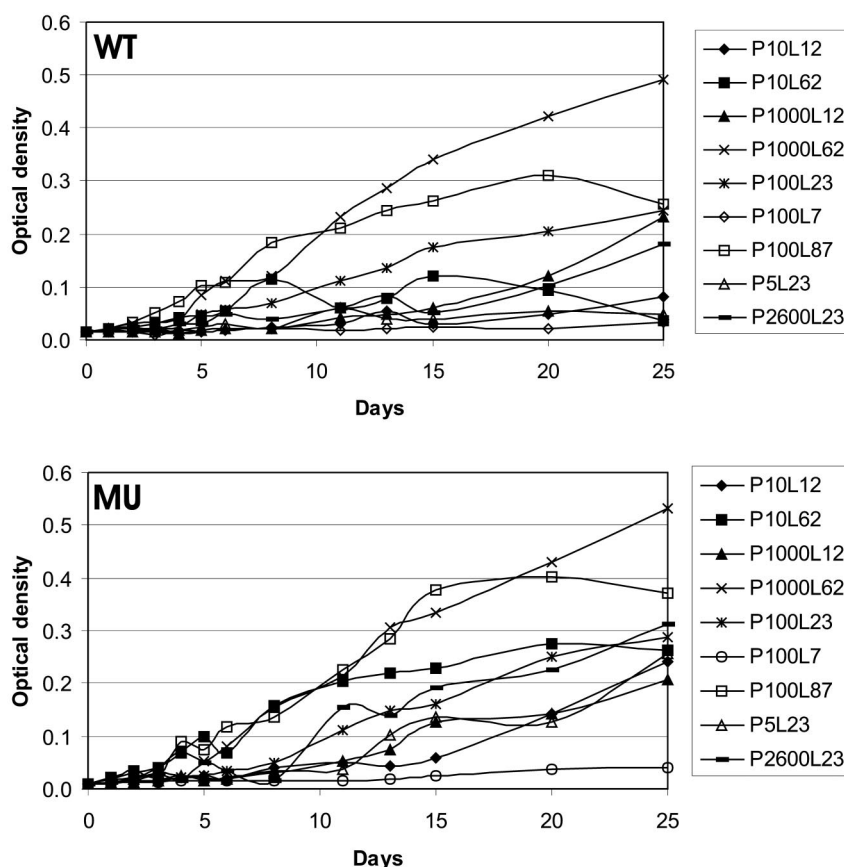 WT
Optical density
0.6
0.5
0.4
0.3
0.2
0.1
0.0
0 5 10 15 20 25
Days
P10L12
P10L62
P1000L12
P1000L62
P100L23
P100L7
P100L87
P5L23
P2600L23
MU
Optical density
0.6
0.5
0.4
0.3
0.2
0.1
0.0
0 5 10 15 20 25
Days
P10L12
P10L62
P1000L12
P1000L62
P100L23
P100L7
P100L87
P5L23
P2600L23